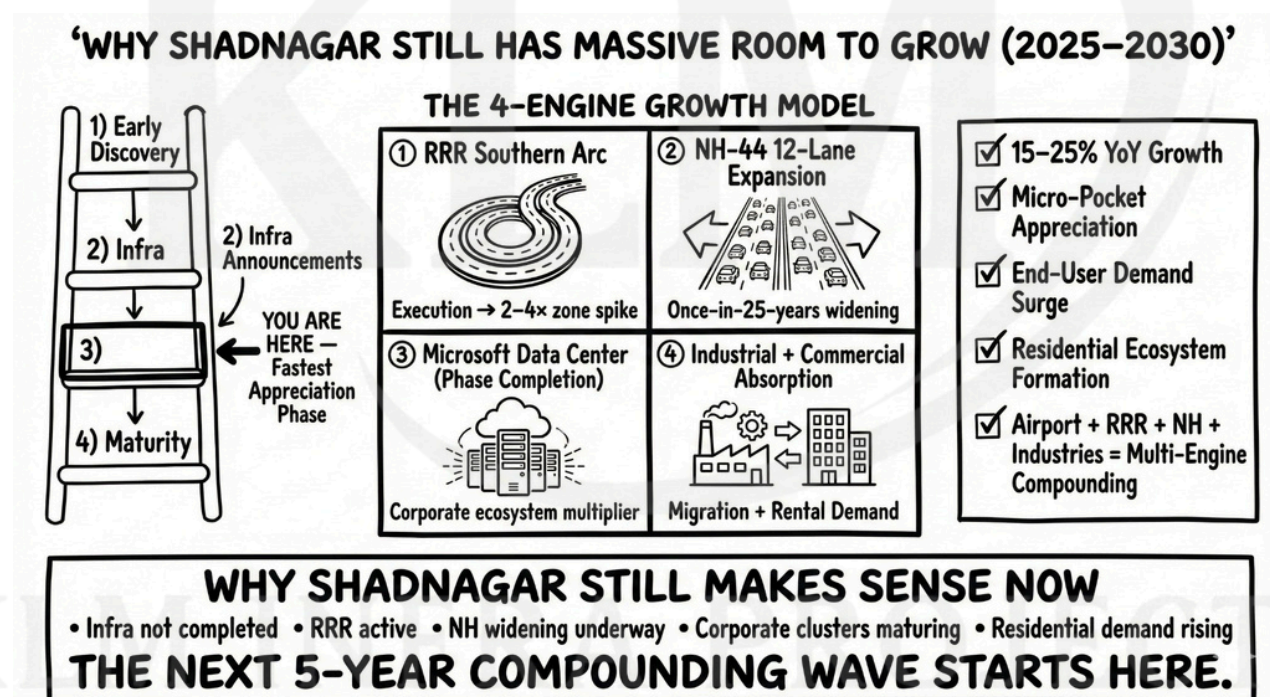 ‘WHY SHADNAGAR STILL HAS MASSIVE ROOM TO GROW (2025–2030)’
1) Early
Discovery
2) Infra
3)
4) Maturity
2) Infra
Announcements
YOU ARE
HERE —
Fastest
Appreciation
Phase
THE 4-ENGINE GROWTH MODEL
① RRR Southern Arc
Execution → 2–4× zone spike
② NH-44 12-Lane
Expansion
Once-in-25-years widening
③ Microsoft Data Center
(Phase Completion)
Corporate ecosystem multiplier
④ Industrial + Commercial
Absorption
Migration + Rental Demand
15–25% YoY Growth
Micro-Pocket
Appreciation
End-User Demand
Surge
Residential Ecosystem
Formation
Airport + RRR + NH +
Industries = Multi-Engine
Compounding
WHY SHADNAGAR STILL MAKES SENSE NOW
• Infra not completed • RRR active • NH widening underway • Corporate clusters maturing • Residential demand rising
THE NEXT 5-YEAR COMPOUNDING WAVE STARTS HERE.
KLM
KLM INFRA PROJECT